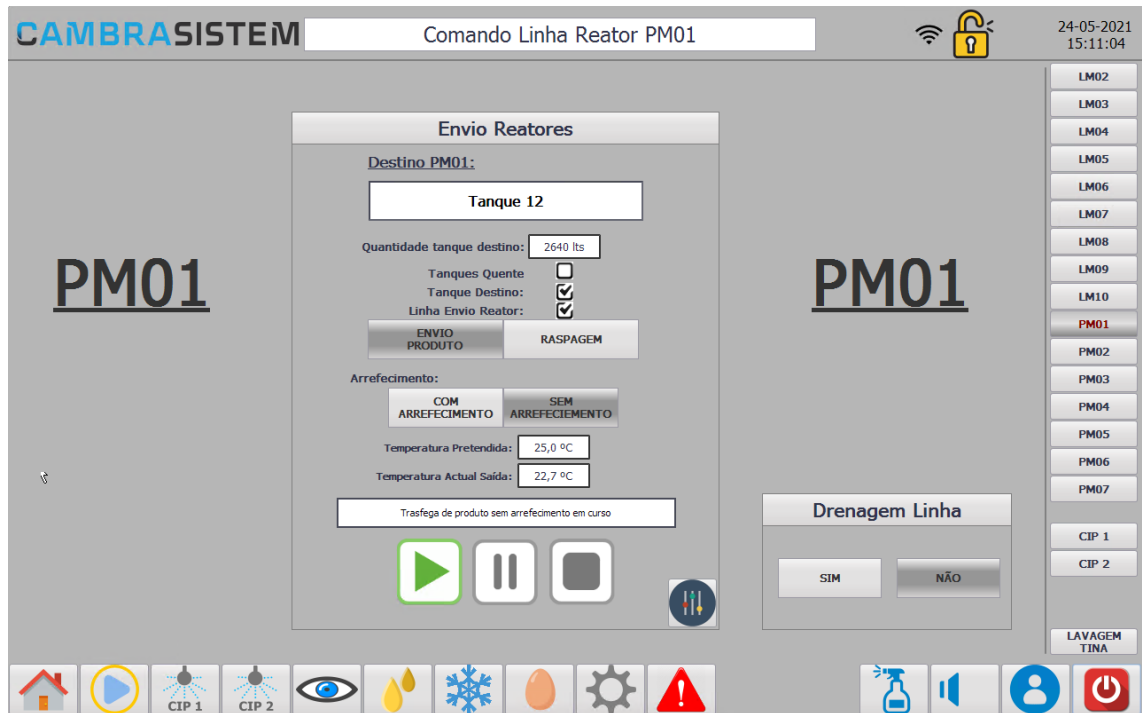 CAMBRASISTEM
Comando Linha Reator PM01
24-05-2021
15:11:04
LM02
LM03
LM04
LM05
LM06
LM07
LM08
LM09
LM10
PM01
PM02
PM03
PM04
PM05
PM06
PM07
CIP 1
CIP 2
LAVAGEM
TINA
PM01
Envio Reatores
Destino PM01:
Tanque 12
Quantidade tanque destino: 2640 lts
Tanques Quente
Tanque Destino:
Linha Envio Reator:
ENVIO
PRODUTO
RASPAGEM
Arrefecimento:
COM
ARREFECIMENTO
SEM
ARREFECIEMENTO
Temperatura Pretendida: 25,0 ºC
Temperatura Actual Saída: 22,7 ºC
Trasfega de produto sem arrefecimento em curso
PM01
Drenagem Linha
SIM
NÃO
CIP 1
CIP 2